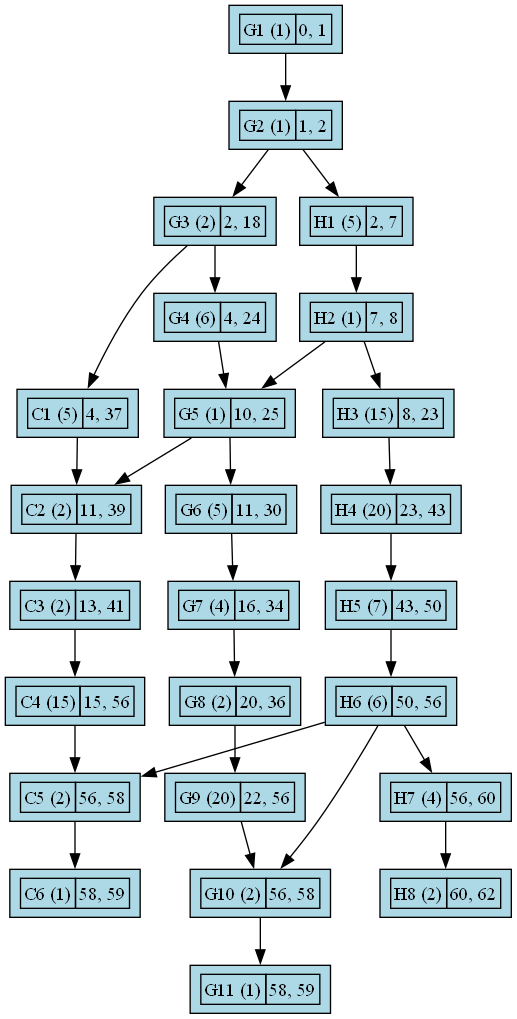 G1 (1) 0, 1
G2 (1) 1, 2
G3 (2) 2, 18
H1 (5) 2, 7
G4 (6) 4, 24
H2 (1) 7, 8
C1 (5) 4, 37
G5 (1) 10, 25
H3 (15) 8, 23
C2 (2) 11, 39
G6 (5) 11, 30
H4 (20) 23, 43
C3 (2) 13, 41
G7 (4) 16, 34
H5 (7) 43, 50
C4 (15) 15, 56
G8 (2) 20, 36
H6 (6) 50, 56
C5 (2) 56, 58
G9 (20) 22, 56
H7 (4) 56, 60
C6 (1) 58, 59
G10 (2) 56, 58
H8 (2) 60, 62
G11 (1) 58, 59